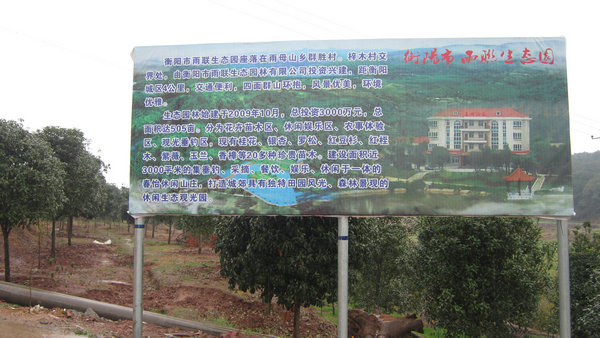 衡阳市雨联生态园
衡阳市雨联生态园座落在雨母山乡群胜村、梓木村交
界处，由衡阳市雨联生态园林有限公司投资兴建，距衡阳
城区4公里，交通便利，四面群山环抱，风景优美，环境
优雅。
生态园林始建于2009年10月，总投资3000万元，总
面积达505亩，分为花卉苗木区、休闲娱乐区、农事体验
区、观光垂钓区。现有桂花、银杏、罗松、红豆杉、红桎
木、紫薇、玉兰、香樟等20多种珍贵苗木。建设面积近
3000平米的集垂钓、采摘、餐饮、娱乐、休闲于一体的
春怡休闲山庄，打造城郊具有独特田园风光、森林景观的
休闲生态观光园